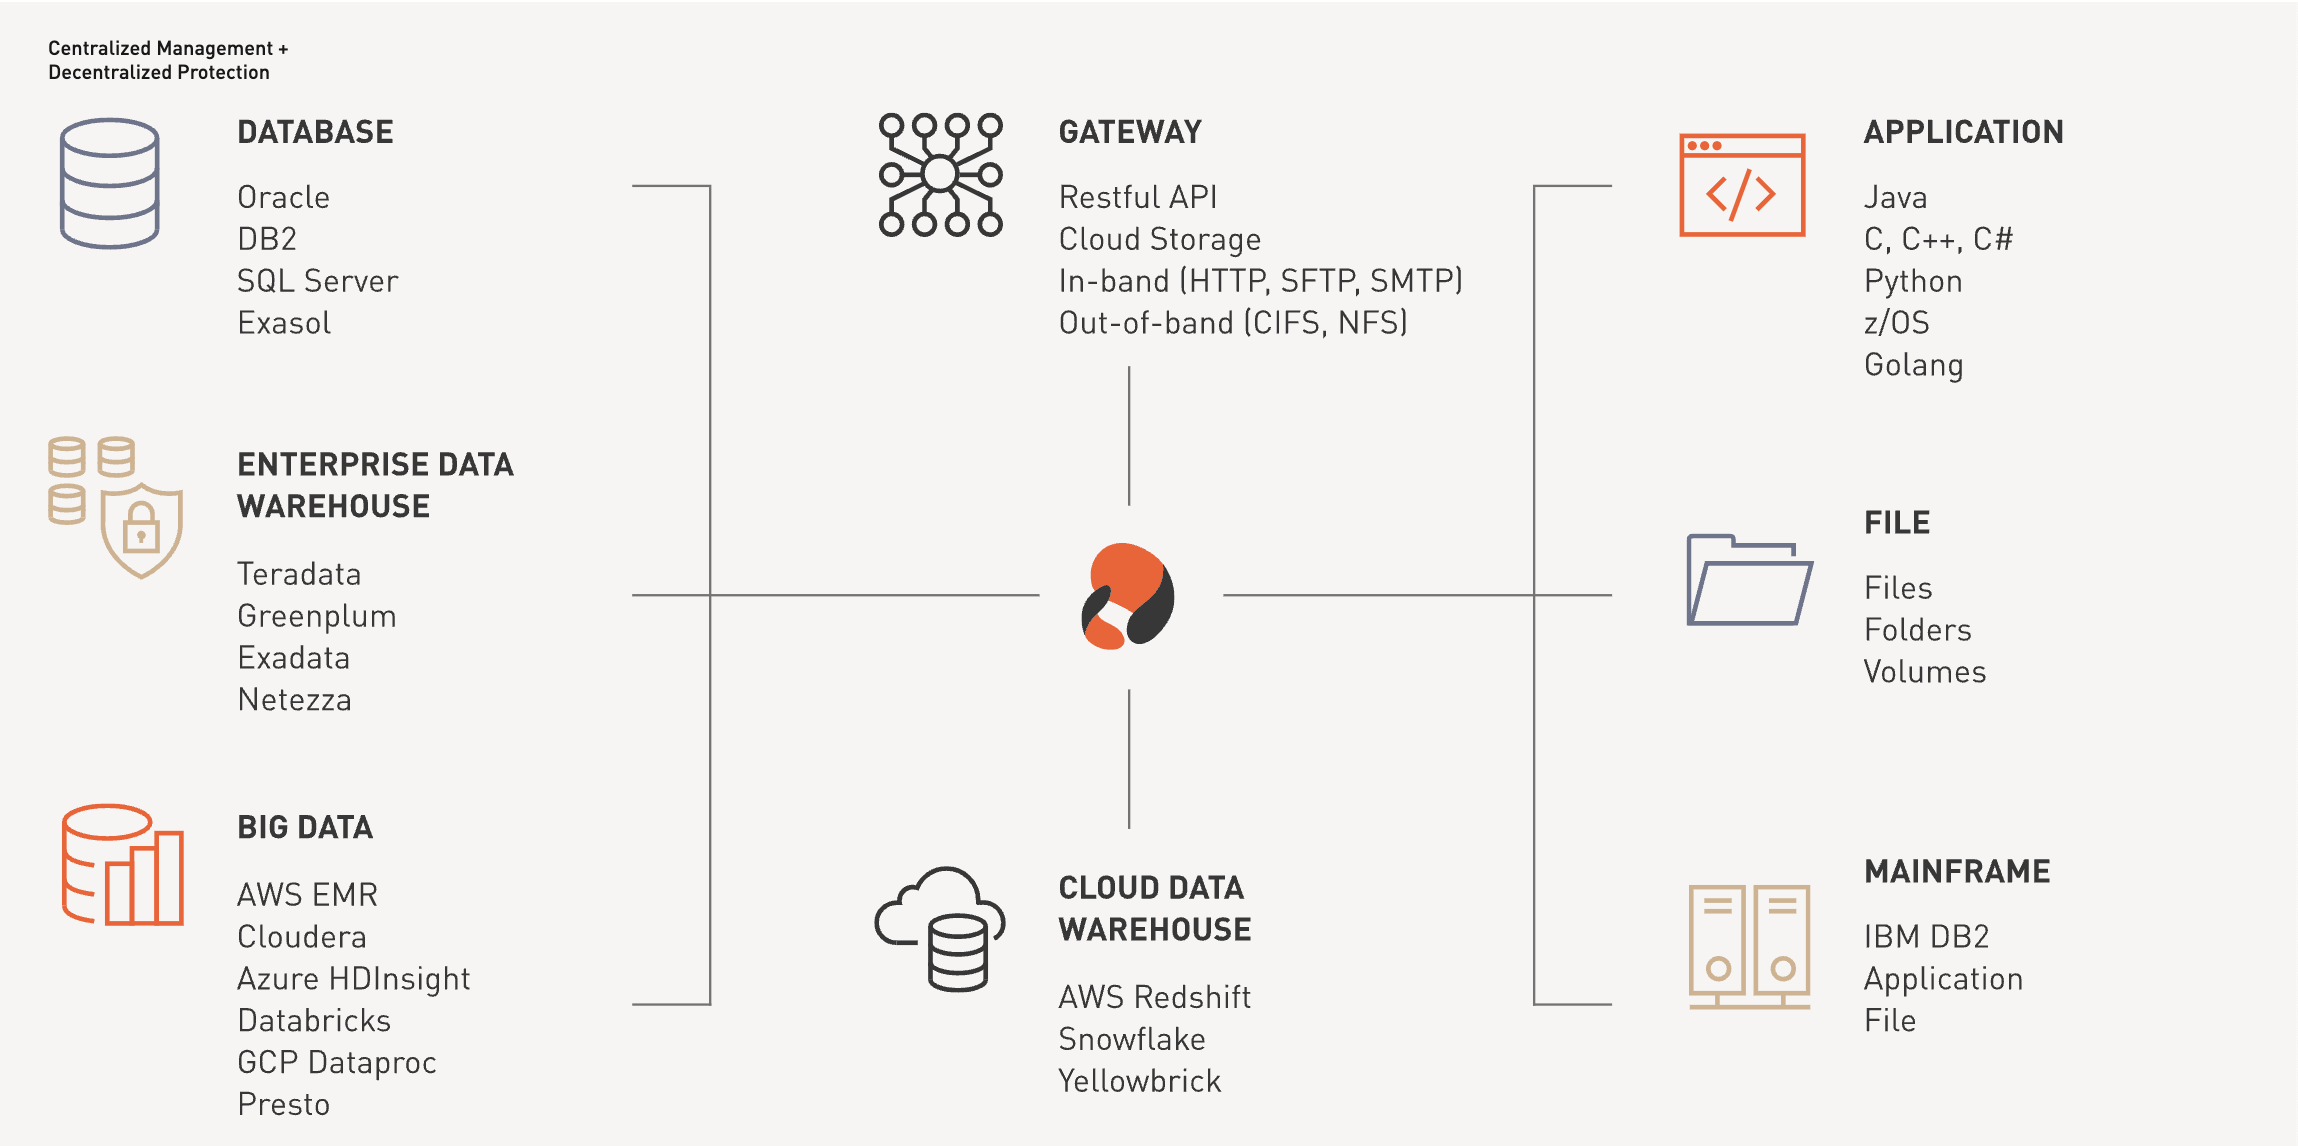 Centralized Management +
Decentralized Protection
DATABASE
Oracle
DB2
SQL Server
Exasol
ENTERPRISE DATA
WAREHOUSE
Teradata
Greenplum
Exadata
Netezza
BIG DATA
AWS EMR
Cloudera
Azure HDInsight
Databricks
GCP Dataproc
Presto
GATEWAY
Restful API
Cloud Storage
In-band (HTTP, SFTP, SMTP)
Out-of-band (CIFS, NFS)
CLOUD DATA
WAREHOUSE
AWS Redshift
Snowflake
Yellowbrick
APPLICATION
Java
C, C++, C#
Python
z/OS
Golang
FILE
Files
Folders
Volumes
MAINFRAME
IBM DB2
Application
File